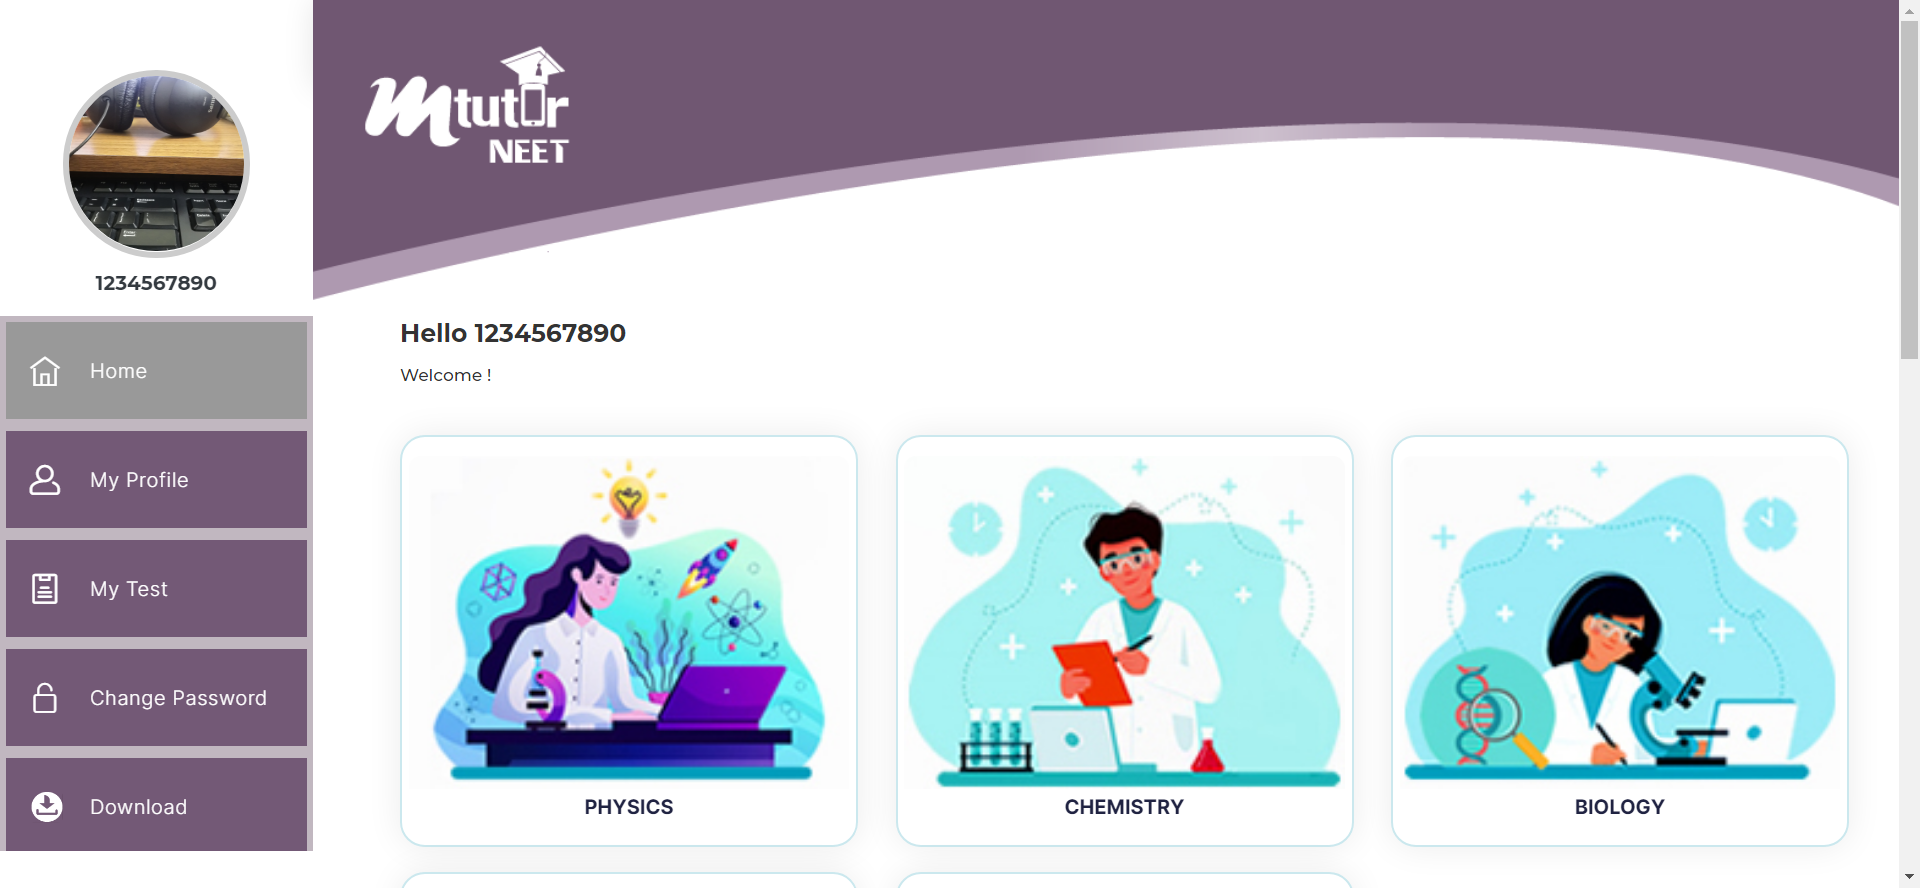 Mtutor
NEET
1234567890
Home
My Profile
My Test
Change Password
Download
Hello 1234567890
Welcome !
PHYSICS
CHEMISTRY
BIOLOGY